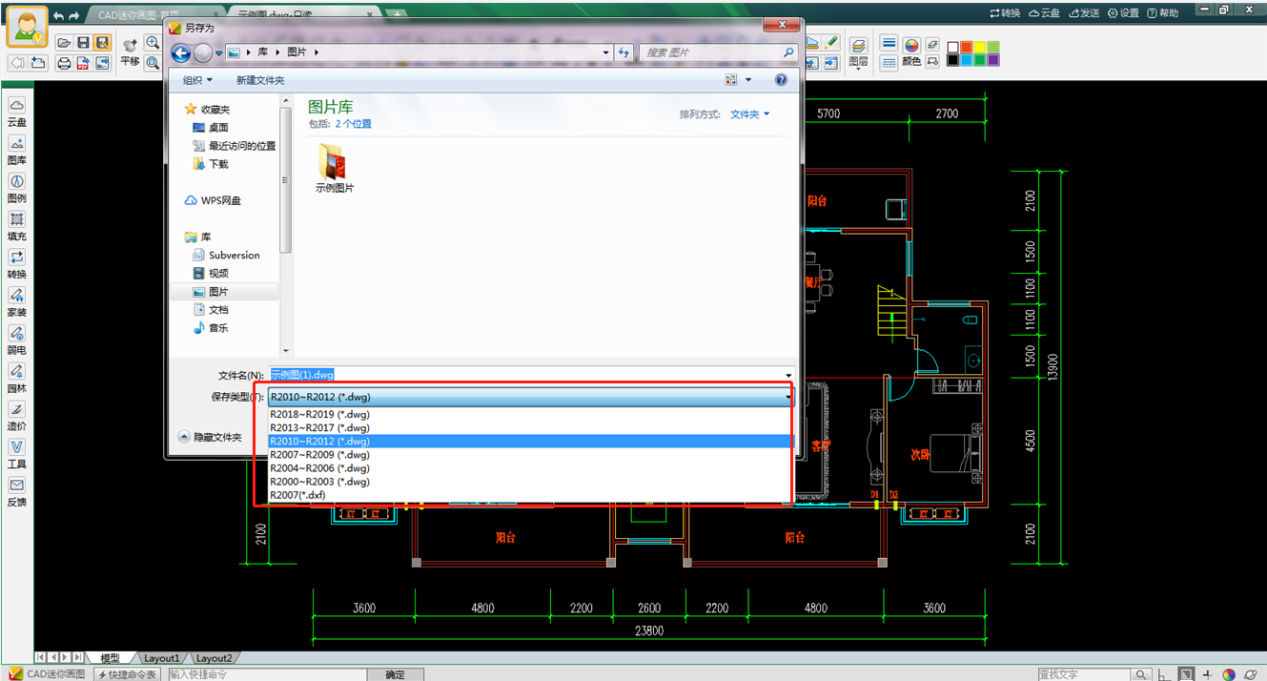 CAD迷你画图-首页
示例图.dwg-只读
转换 云盘 发送 设置 帮助
另存为
平移
库 图片
搜索 图片
图层
颜色
组织 新建文件夹
云盘
图库
图例
填充
转换
家装
弱电
园林
造价
工具
反馈
收藏夹
桌面
最近访问的位置
下载
WPS网盘
库
Subversion
视频
图片
文档
音乐
图片库
包括: 2 个位置
排列方式: 文件夹
示例图片
文件名(N): 示例图(1).dwg
保存类型(T): R2010~R2012 (*.dwg)
R2018~R2019 (*.dwg)
R2013~R2017 (*.dwg)
R2010~R2012 (*.dwg)
R2007~R2009 (*.dwg)
R2004~R2006 (*.dwg)
R2000~R2003 (*.dwg)
R2007(*.dxf)
隐藏文件夹
5700 2700
阳台
2100
1500
餐厅
1100
1100
1500
13900
4500
次卧
D1 D2
2100
2100
阳台 阳台
3600 4800 2200 2600 2200 4800 3600
23800
模型 Layout1 Layout2
CAD迷你画图 快捷命令表 输入快捷命令 确定 查找文字